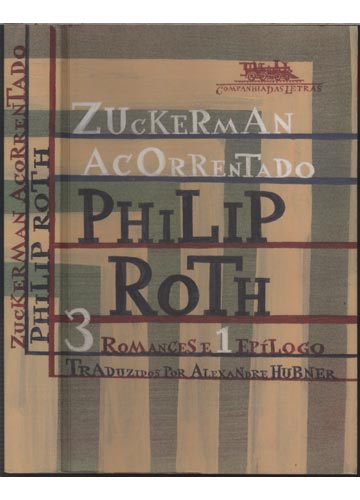 ZUCKERMAN ACORRENTADO
PHILIP ROTH
COMPANHIA DAS LETRAS
ZUCKERMAN
ACORRENTADO
PHILIP
ROTH
3 ROMANCES E 1 EPÍLOGO
TRADUZIDOS POR ALEXANDRE HUBNER